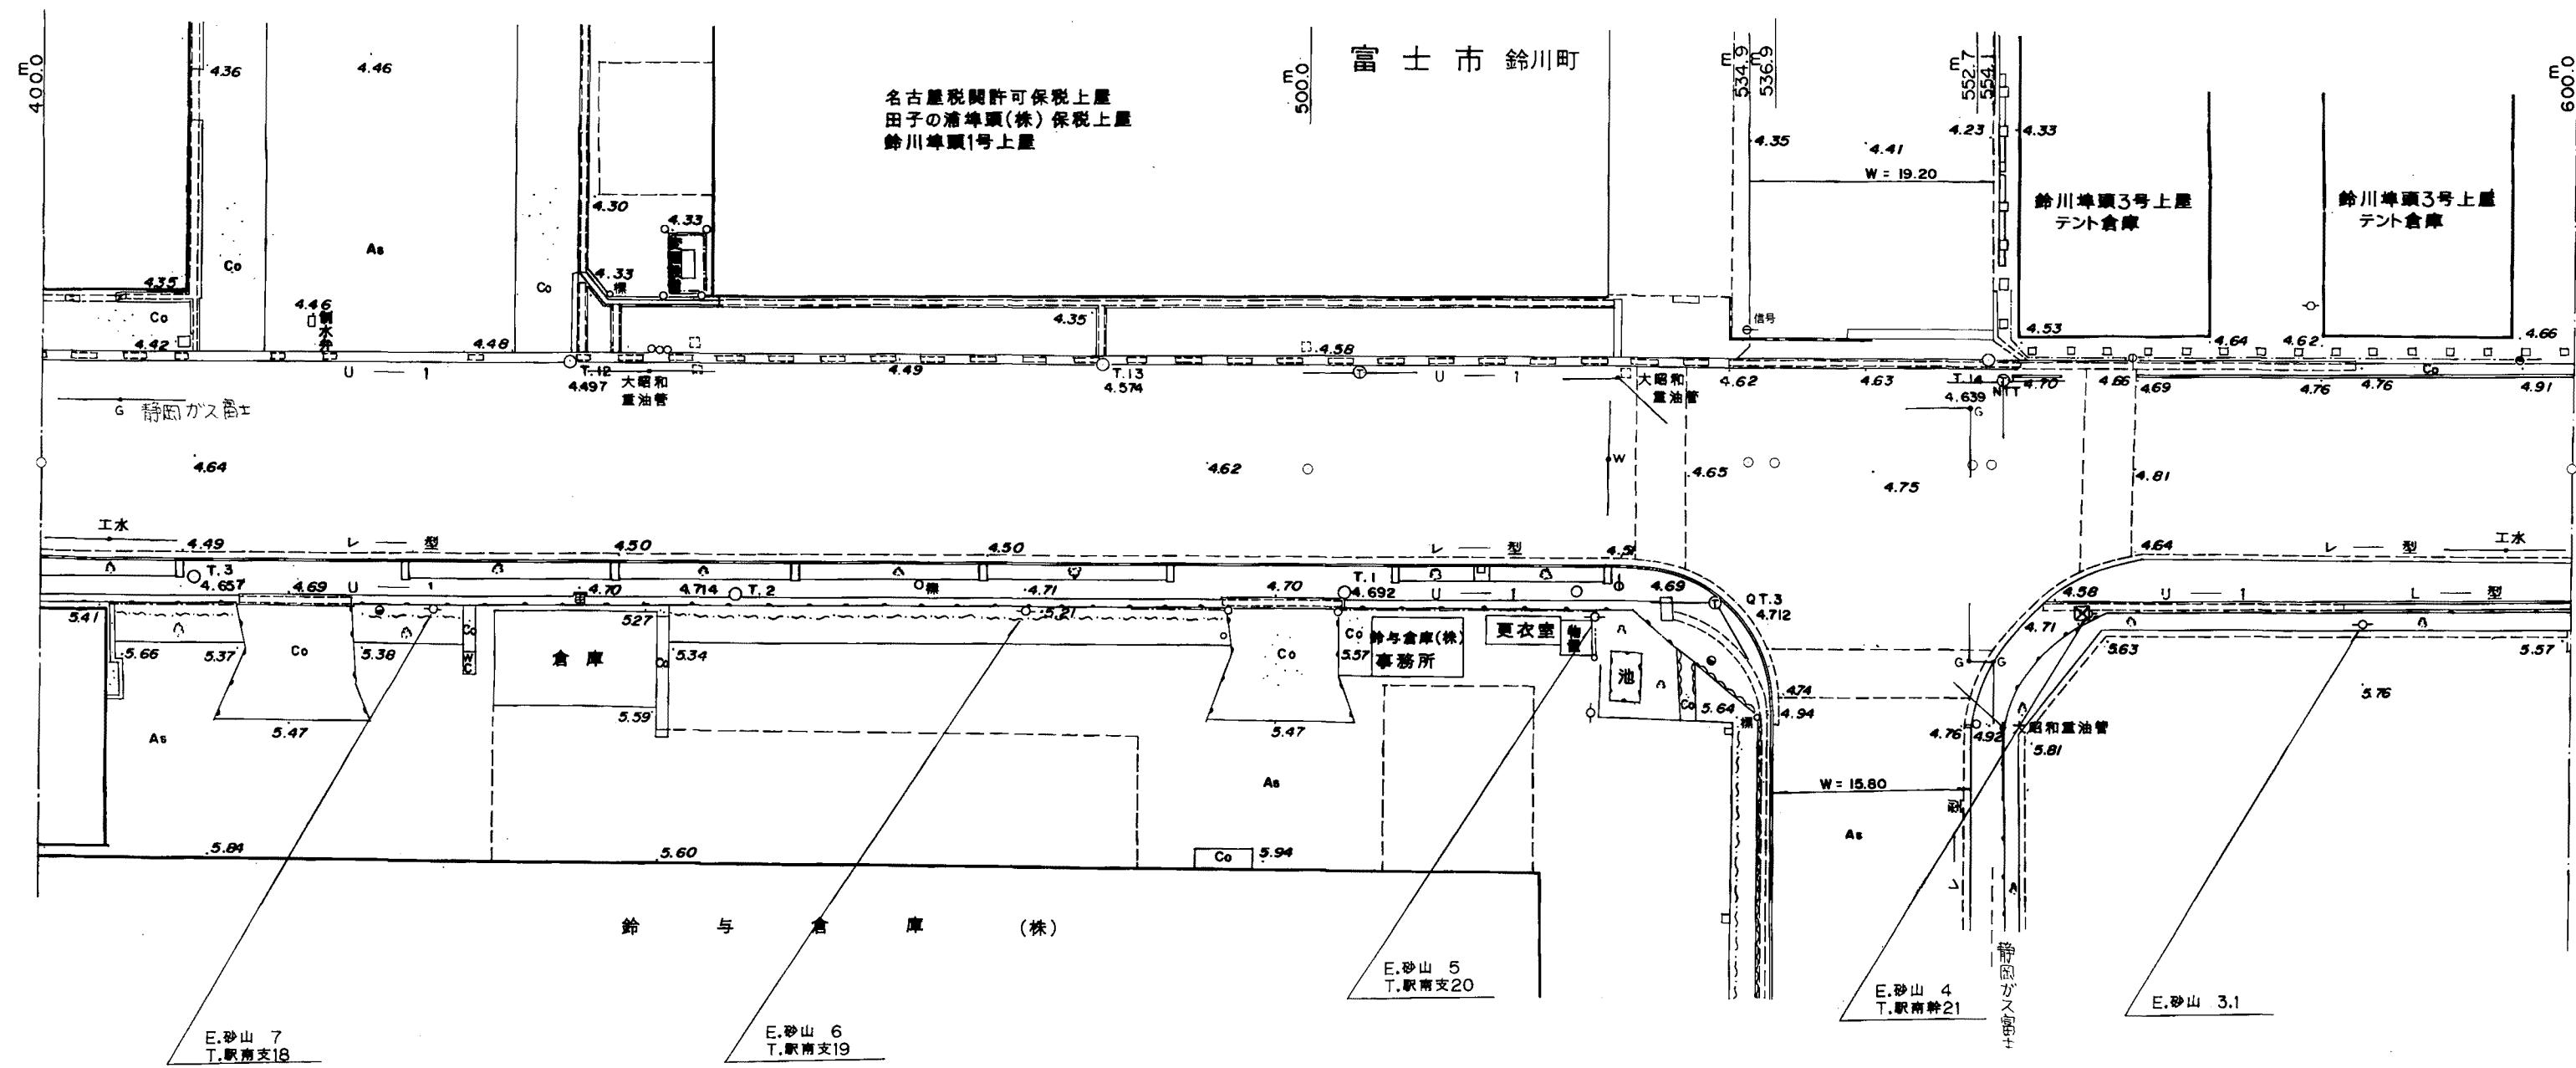 400.0 m
500.0 m
534.9 m
536.9 m
552.7 m
554.1
600.0 m
富士市 鈴川町
名古屋税関許可保税上屋
田子の浦埠頭(株)保税上屋
鈴川埠頭1号上屋
4.36
4.46
4.35
4.41
4.23
4.33
W = 19.20
鈴川埠頭3号上屋
テント倉庫
鈴川埠頭3号上屋
テント倉庫
4.30
4.33
As
Co
Co
4.35
4.46
制水弁
4.33
標
Co
4.42
4.48
4.35
4.58
信号
4.53
4.64
4.62
4.66
U — 1
T.12
4.497
大昭和
重油管
4.49
T.13
4.574
T
U — 1
大昭和
重油管
4.62
4.63
T.14
4.639
NTT
4.70
4.66
4.69
4.76
4.76
Co
4.91
G
静岡ガス富士
G
4.64
4.62
W
4.65
4.75
4.81
工水
4.49
レ — 型
4.50
4.50
レ — 型
4.51
4.64
レ — 型
工水
T.3
4.657
4.69
U — 1
4.70
4.714
T.2
標
4.71
4.70
T.1
4.692
U — 1
4.69
T
QT.3
4.712
4.58
U — 1
L — 型
4.71
5.41
5.66
5.37
Co
5.38
Co
WC
倉庫
5.27
Co
5.34
5.21
Co
Co
5.57
鈴与倉庫(株)
事務所
更衣室
物置
池
Co
5.64
標
4.74
4.94
G
G
5.63
5.57
5.76
As
5.47
5.59
5.47
4.76
4.92
大昭和重油管
5.81
As
W = 15.80
As
レ — 型
5.84
5.60
Co
5.94
鈴与倉庫(株)
静岡ガス富士
E.砂山 7
T.駅南支18
E.砂山 6
T.駅南支19
E.砂山 5
T.駅南支20
E.砂山 4
T.駅南幹21
E.砂山 3.1